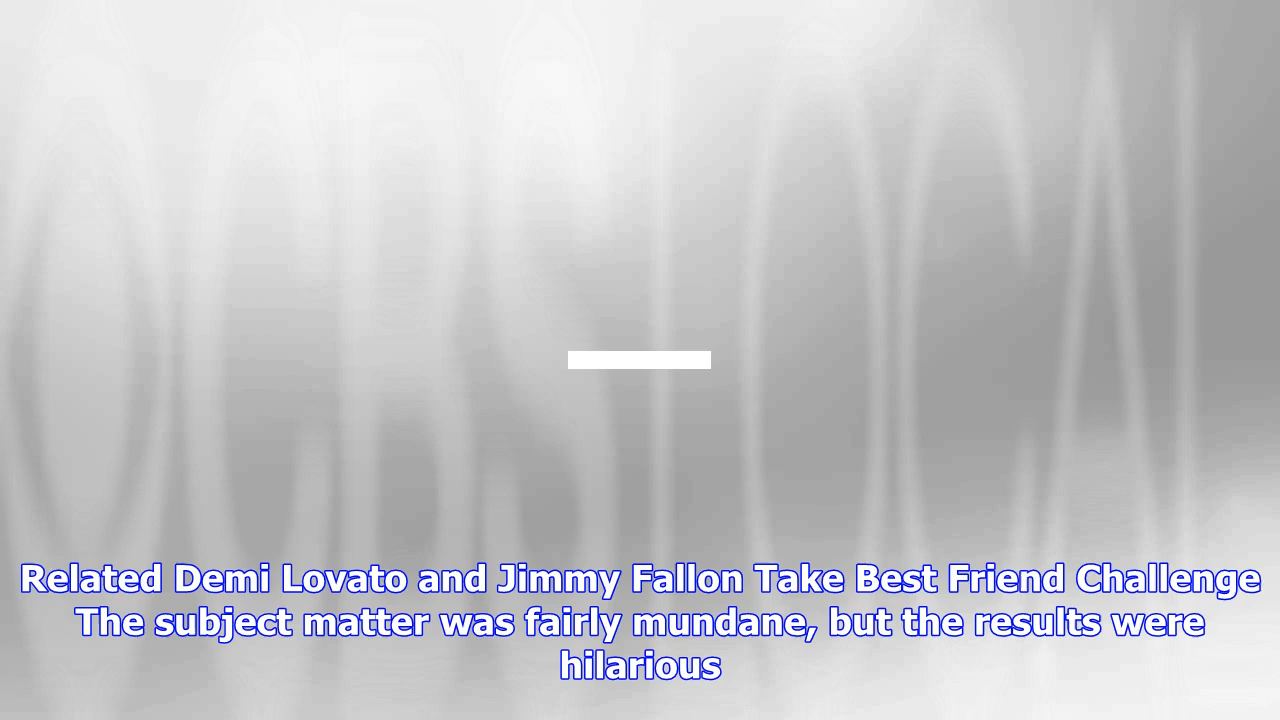 Related Demi Lovato and Jimmy Fallon Take Best Friend Challenge
The subject matter was fairly mundane, but the results were
hilarious